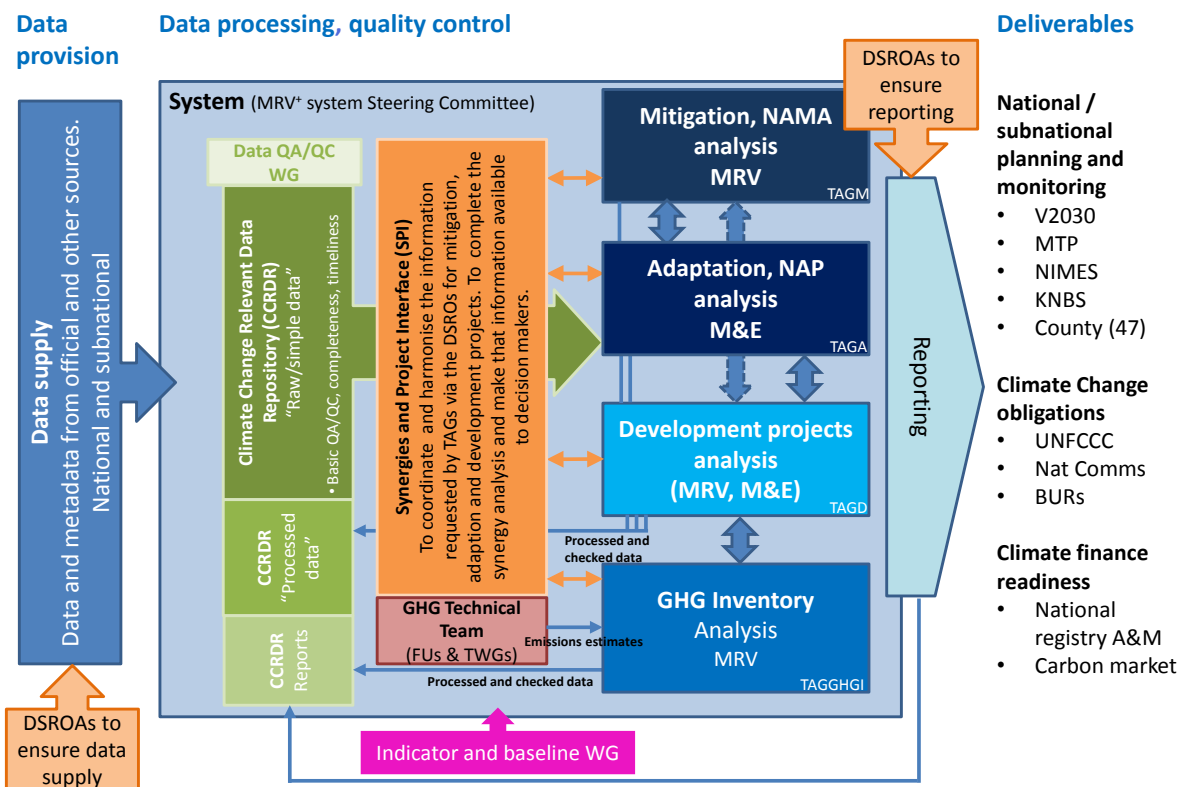 Data
provision
Data processing, quality control
Deliverables
DSROAs to
ensure
reporting
System (MRV⁺ system Steering Committee)
Data supply
Data and metadata from official and other sources.
National and subnational
DSROAs to
ensure data
supply
Data QA/QC
WG
Climate Change Relevant Data
Repository (CCRDR)
“Raw/simple data”
• Basic QA/QC, completeness, timeliness
CCRDR
“Processed
data”
CCRDR
Reports
Synergies and Project Interface (SPI)
To coordinate and harmonise the information
requested by TAGs via the DSROs for mitigation,
adaption and development projects. To complete the
synergy analysis and make that information available
to decision makers.
GHG Technical
Team
(FUs & TWGs)
Mitigation, NAMA
analysis
MRV
TAGM
Adaptation, NAP
analysis
M&E
TAGA
Development projects
analysis
(MRV, M&E)
TAGD
Processed and
checked data
GHG Inventory
Analysis
MRV
TAGGHGI
Emissions estimates
Processed and checked data
Indicator and baseline WG
Reporting
National /
subnational
planning and
monitoring
• V2030
• MTP
• NIMES
• KNBS
• County (47)
Climate Change
obligations
• UNFCCC
• Nat Comms
• BURs
Climate finance
readiness
• National
registry A&M
• Carbon market